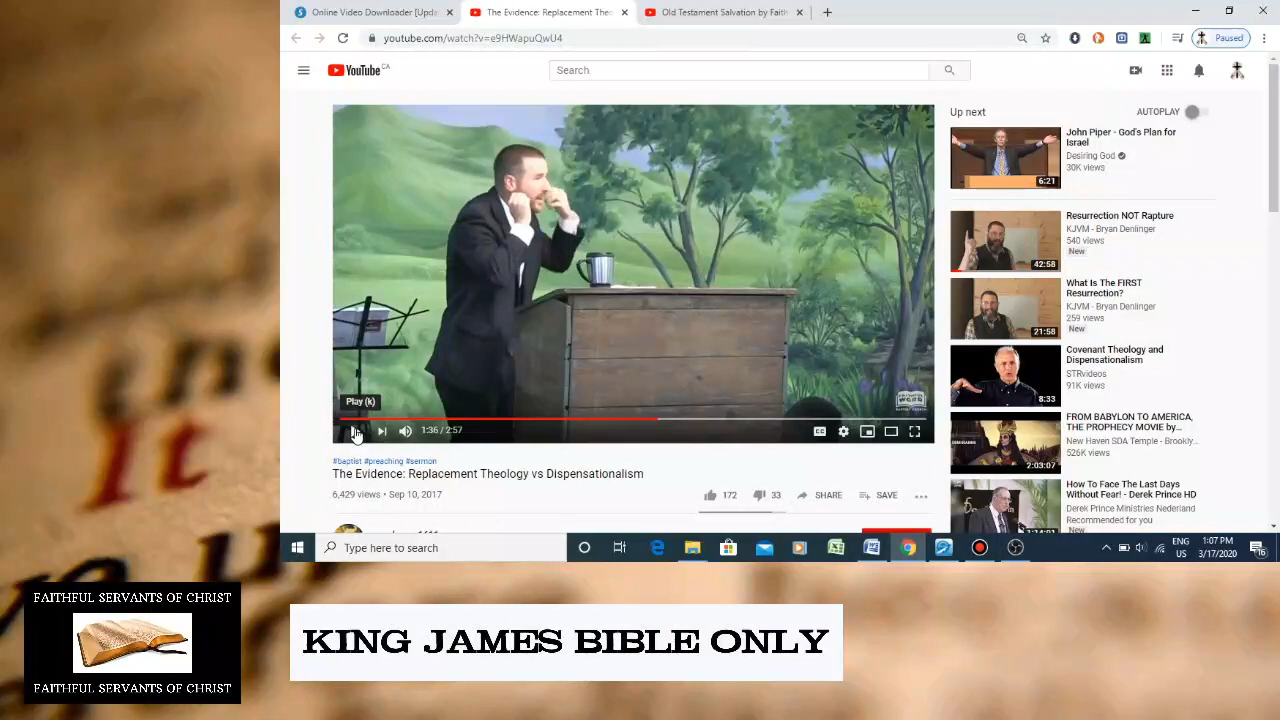 Online Video Downloader [Upda
The Evidence: Replacement Theo
Old Testament Salvation by Faith
youtube.com/watch?v=e9HWapuQwU4
Paused
YouTube CA
Search
Up next
AUTOPLAY
John Piper - God's Plan for
Israel
Desiring God
30K views
6:21
Resurrection NOT Rapture
KJVM - Bryan Denlinger
540 views
New
42:58
What Is The FIRST
Resurrection?
KJVM - Bryan Denlinger
259 views
New
21:58
Covenant Theology and
Dispensationalism
STRvideos
91K views
8:33
FROM BABYLON TO AMERICA,
THE PROPHECY MOVIE by...
New Haven SDA Temple - Brookly...
526K views
2:03:07
How To Face The Last Days
Without Fear! - Derek Prince HD
Derek Prince Ministries Nederland
Recommended for you
Play (k)
1:36 / 2:57
#baptist #preaching #sermon
The Evidence: Replacement Theology vs Dispensationalism
6,429 views • Sep 10, 2017
172
33
SHARE
SAVE
Type here to search
ENG
US
1:07 PM
3/17/2020
16
It
FAITHFUL SERVANTS OF CHRIST
FAITHFUL SERVANTS OF CHRIST
KING JAMES BIBLE ONLY